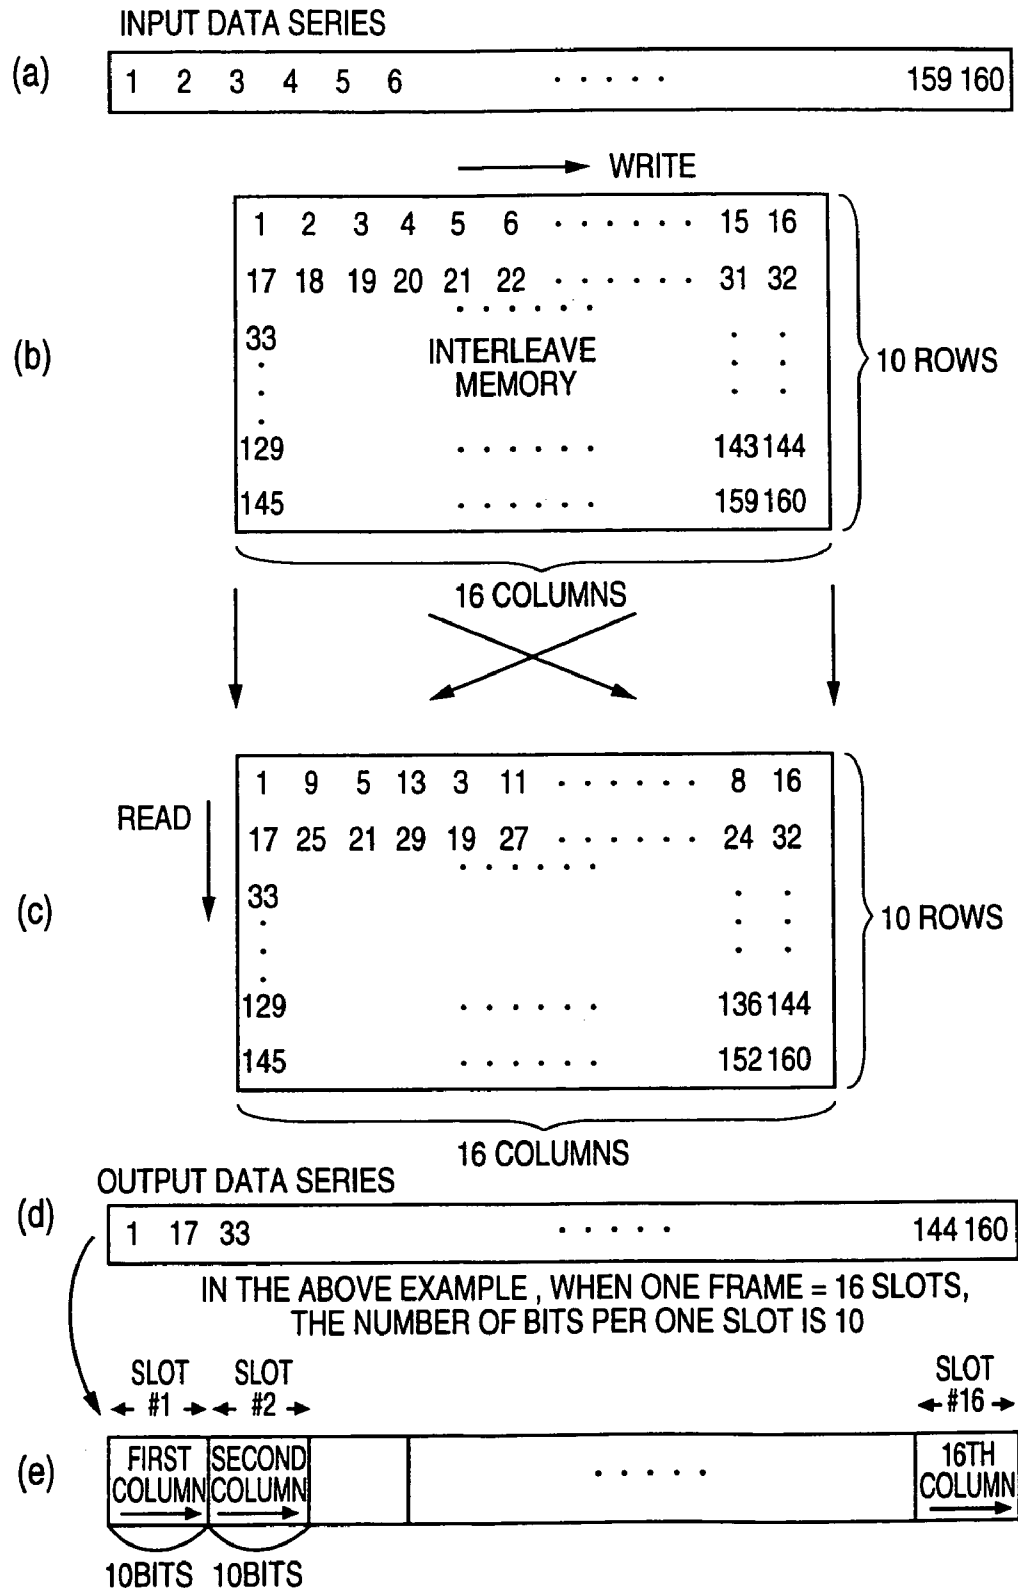 INPUT DATA SERIES
(a)
1 2 3 4 5 6 · · · · · 159 160
WRITE
1 2 3 4 5 6 · · · · · · 15 16
17 18 19 20 21 22 · · · · · · 31 32
· · · · · ·
33
(b)
INTERLEAVE
MEMORY
10 ROWS
129 · · · · · · 143 144
145 · · · · · · 159 160
16 COLUMNS
1 9 5 13 3 11 · · · · · · 8 16
READ
17 25 21 29 19 27 · · · · · · 24 32
· · · · · ·
33
(c)
10 ROWS
129 · · · · · · 136 144
145 · · · · · · 152 160
16 COLUMNS
OUTPUT DATA SERIES
(d)
1 17 33 · · · · · 144 160
IN THE ABOVE EXAMPLE , WHEN ONE FRAME = 16 SLOTS,
THE NUMBER OF BITS PER ONE SLOT IS 10
SLOT #1
SLOT #2
SLOT #16
(e)
FIRST COLUMN
SECOND COLUMN
· · · · ·
16TH COLUMN
10BITS 10BITS